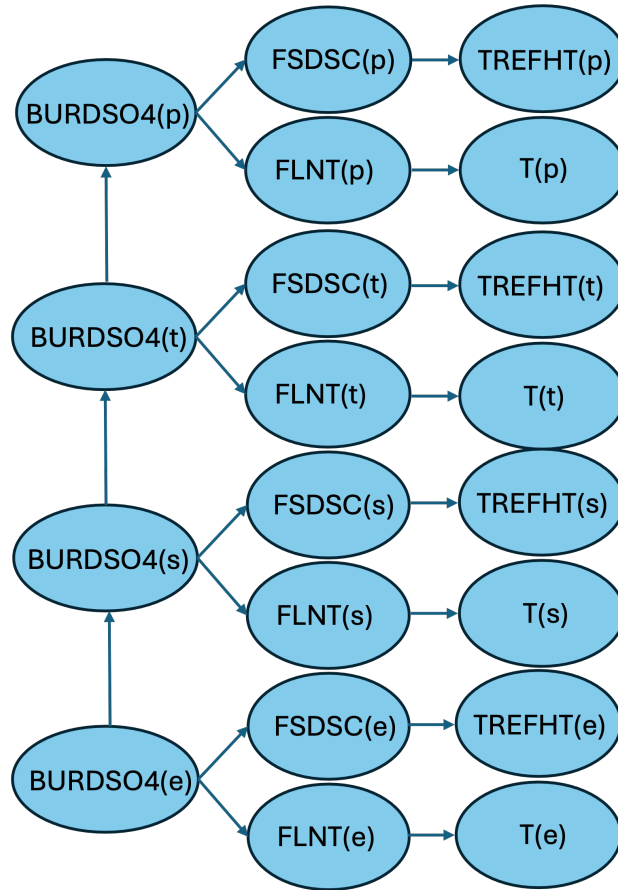 FSDSC(p)
TREFHT(p)
BURDSO4(p)
FLNT(p)
T(p)
FSDSC(t)
TREFHT(t)
BURDSO4(t)
FLNT(t)
T(t)
FSDSC(s)
TREFHT(s)
BURDSO4(s)
FLNT(s)
T(s)
FSDSC(e)
TREFHT(e)
BURDSO4(e)
FLNT(e)
T(e)